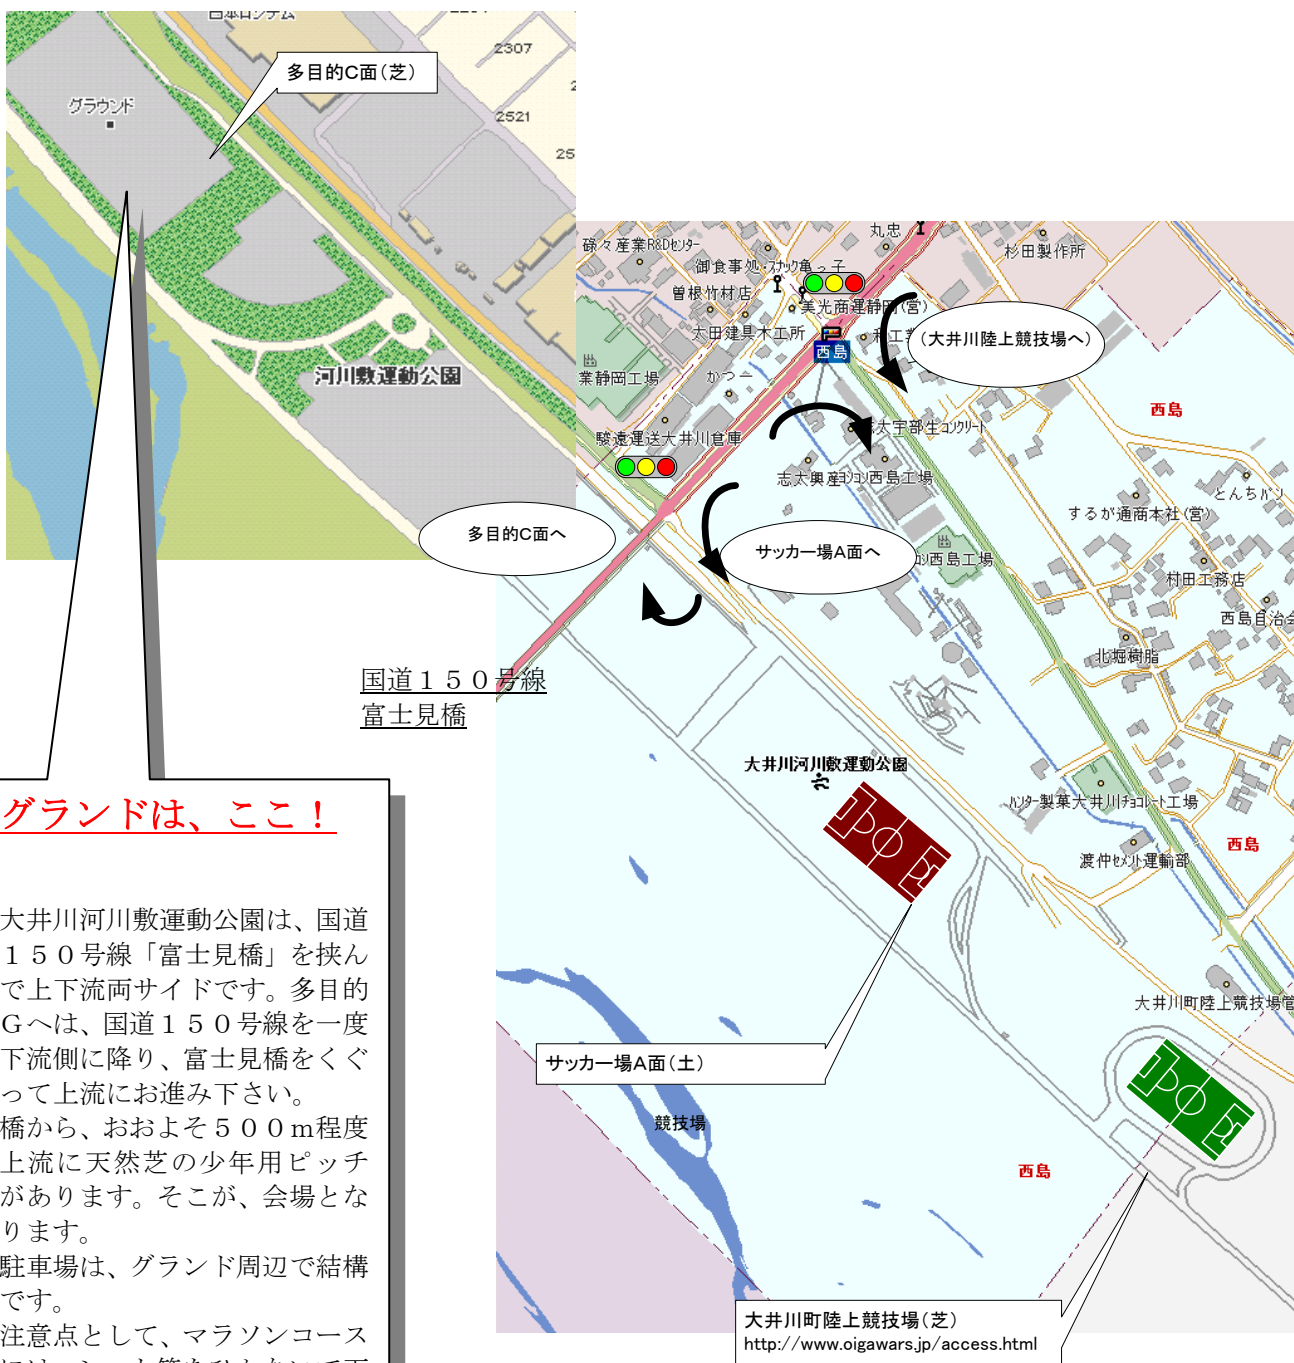 2307
多目的C面(芝)
グラウンド
2521
25
河川敷運動公園
丸忠
杉田製作所
碌々産業R&Dセンター
御食事処・スナック亀っ子
曽根竹材店
美光商運静岡(営)
太田建具木工所
西島
(大井川陸上競技場へ)
業静岡工場
かつ一
西島
太宇部生コンクリート
駿遠運送大井川倉庫
志太興産ヨシコン西島工場
とんちパン
するが通商本社(営)
多目的C面へ
サッカー場A面へ
コン西島工場
村田工務店
西島自治会
北堀樹脂
国道150号線
富士見橋
大井川河川敷運動公園
ハンター製菓大井川チョコレート工場
西島
渡仲セメント運輸部
グランドは、ここ！
大井川河川敷運動公園は、国道
150号線「富士見橋」を挟ん
で上下流両サイドです。多目的
Gへは、国道150号線を一度
下流側に降り、富士見橋をくぐ
って上流にお進み下さい。
橋から、おおよそ500m程度
上流に天然芝の少年用ピッチ
があります。そこが、会場とな
ります。
駐車場は、グランド周辺で結構
です。
注意点として、マラソンコース
大井川町陸上競技場管
サッカー場A面(土)
競技場
西島
大井川町陸上競技場(芝)
http://www.oigawars.jp/access.html